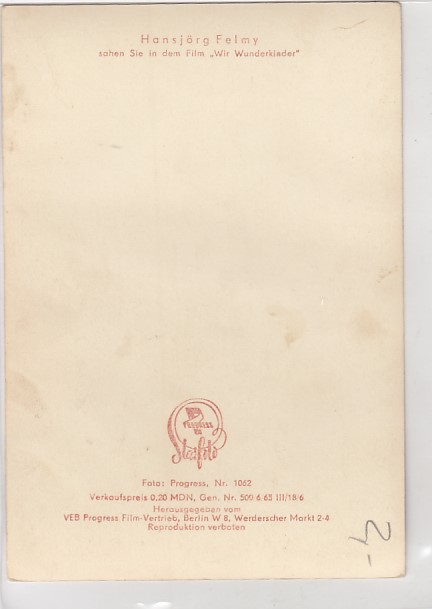 Hansjörg Felmy
sahen Sie in dem Film „Wir Wunderkinder“
Progress
Starfoto
Foto: Progress, Nr. 1062
Verkaufspreis 0,20 MDN, Gen. Nr. 500/6/65 III/18/6
Herausgegeben vom
VEB Progress Film-Vertrieb, Berlin W 8, Werderscher Markt 2-4
Reproduktion verboten